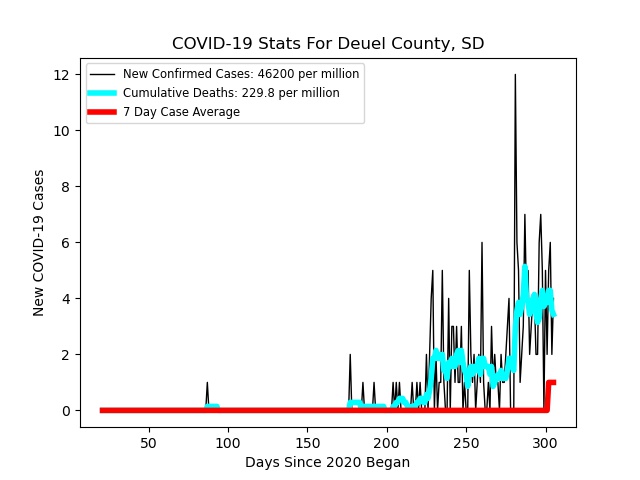 COVID-19 Stats For Deuel County, SD
New Confirmed Cases: 46200 per million
Cumulative Deaths: 229.8 per million
7 Day Case Average
New COVID-19 Cases
12
10
8
6
4
2
0
50 100 150 200 250 300
Days Since 2020 Began